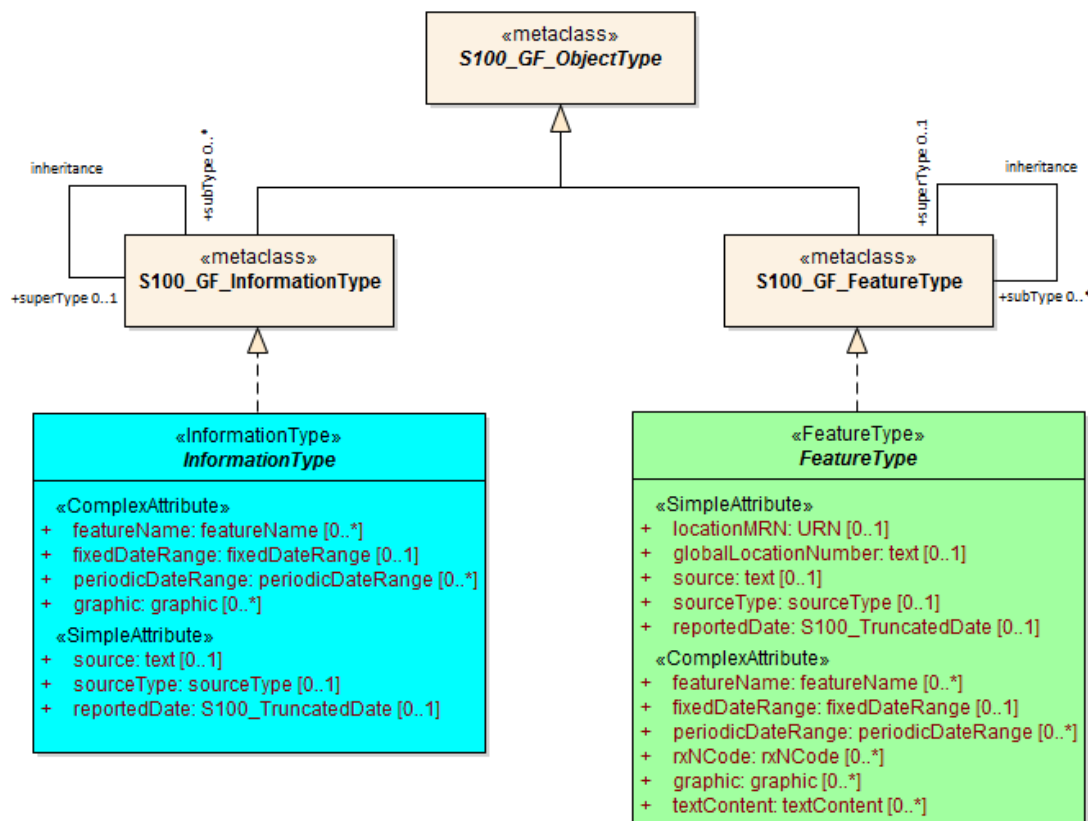 «metaclass»
S100_GF_ObjectType
inheritance
+subType 0..*
+superType 0..1
«metaclass»
S100_GF_InformationType
+superType 0..1
inheritance
+subType 0..*
«metaclass»
S100_GF_FeatureType
«InformationType»
InformationType
«ComplexAttribute»
+ featureName: featureName [0..*]
+ fixedDateRange: fixedDateRange [0..1]
+ periodicDateRange: periodicDateRange [0..*]
+ graphic: graphic [0..*]
«SimpleAttribute»
+ source: text [0..1]
+ sourceType: sourceType [0..1]
+ reportedDate: S100_TruncatedDate [0..1]
«FeatureType»
FeatureType
«SimpleAttribute»
+ locationMRN: URN [0..1]
+ globalLocationNumber: text [0..1]
+ source: text [0..1]
+ sourceType: sourceType [0..1]
+ reportedDate: S100_TruncatedDate [0..1]
«ComplexAttribute»
+ featureName: featureName [0..*]
+ fixedDateRange: fixedDateRange [0..1]
+ periodicDateRange: periodicDateRange [0..*]
+ rxNCode: rxNCode [0..*]
+ graphic: graphic [0..*]
+ textContent: textContent [0..*]